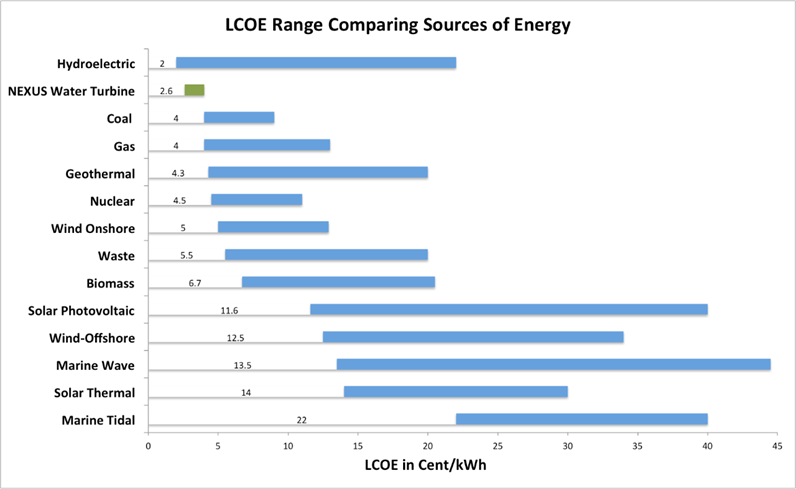 LCOE Range Comparing Sources of Energy
Hydroelectric 2
NEXUS Water Turbine 2.6
Coal 4
Gas 4
Geothermal 4.3
Nuclear 4.5
Wind Onshore 5
Waste 5.5
Biomass 6.7
Solar Photovoltaic 11.6
Wind-Offshore 12.5
Marine Wave 13.5
Solar Thermal 14
Marine Tidal 22
0 5 10 15 20 25 30 35 40 45
LCOE in Cent/kWh